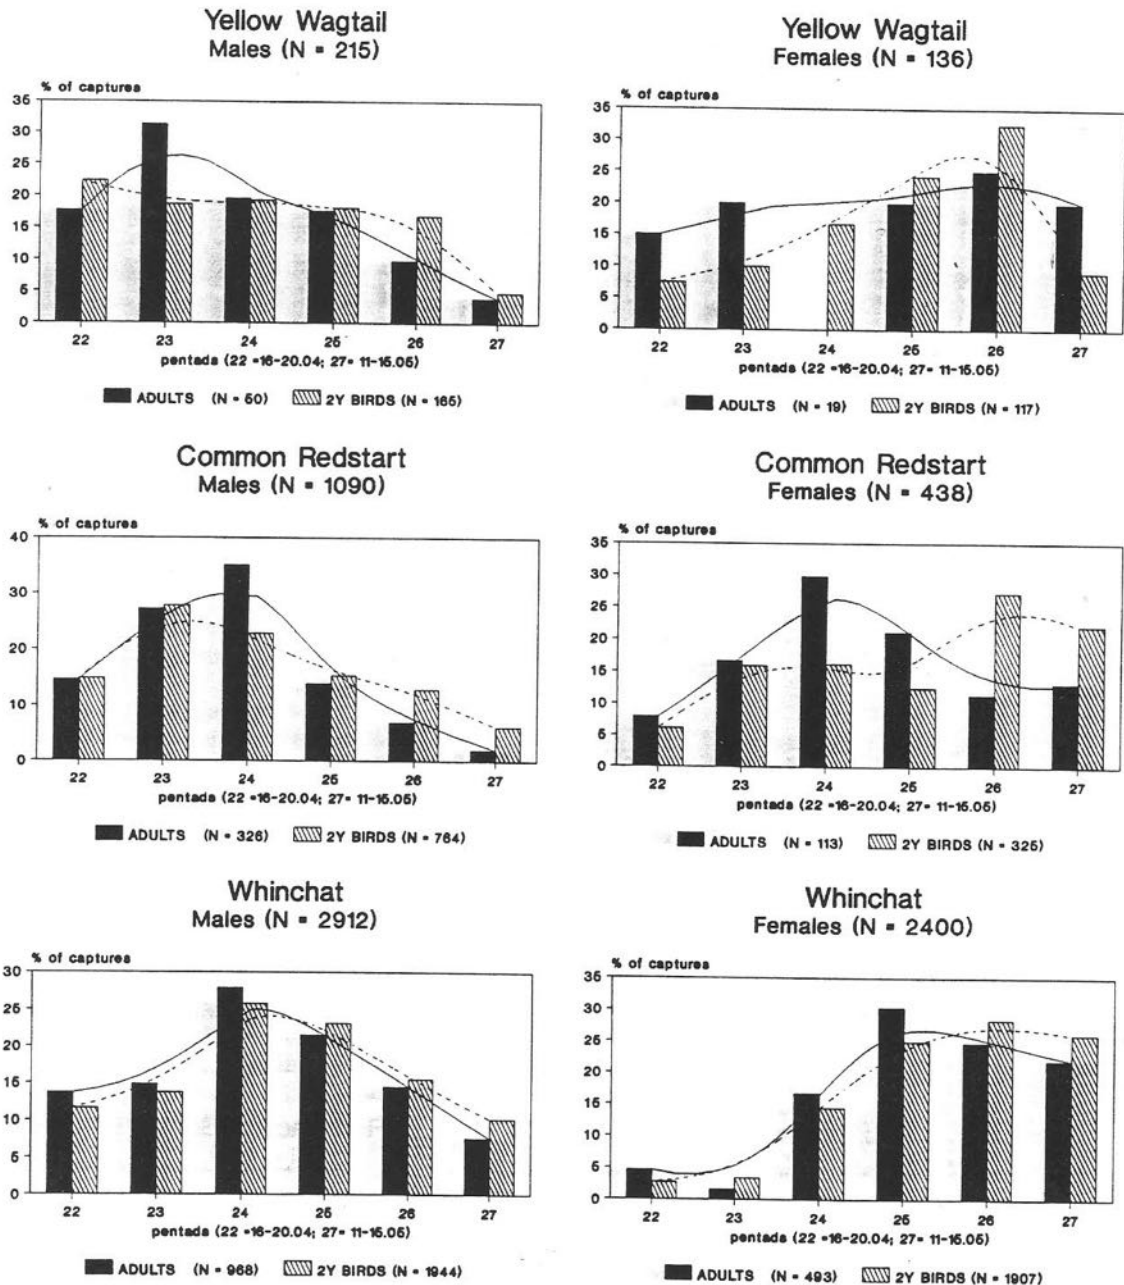 Yellow Wagtail
Males (N = 215)
% of captures
35
30
25
20
15
10
5
0
22 23 24 25 26 27
pentada (22 =16-20.04; 27= 11-15.05)
ADULTS (N = 50) 2Y BIRDS (N = 165)
Yellow Wagtail
Females (N = 136)
% of captures
35
30
25
20
15
10
5
0
22 23 24 25 26 27
pentada (22 =16-20.04; 27= 11-15.05)
ADULTS (N = 19) 2Y BIRDS (N = 117)
Common Redstart
Males (N = 1090)
% of captures
40
30
20
10
0
22 23 24 25 26 27
pentada (22 =16-20.04; 27= 11-15.05)
ADULTS (N = 326) 2Y BIRDS (N = 764)
Common Redstart
Females (N = 438)
% of captures
35
30
25
20
15
10
5
0
22 23 24 25 26 27
pentada (22 =16-20.04; 27= 11-15.05)
ADULTS (N = 113) 2Y BIRDS (N = 325)
Whinchat
Males (N = 2912)
% of captures
30
25
20
15
10
5
0
22 23 24 25 26 27
pentada (22 =16-20.04; 27= 11-15.05)
ADULTS (N = 968) 2Y BIRDS (N = 1944)
Whinchat
Females (N = 2400)
% of captures
35
30
25
20
15
10
5
0
22 23 24 25 26 27
pentada (22 =16-20.04; 27= 11-15.05)
ADULTS (N = 493) 2Y BIRDS (N = 1907)